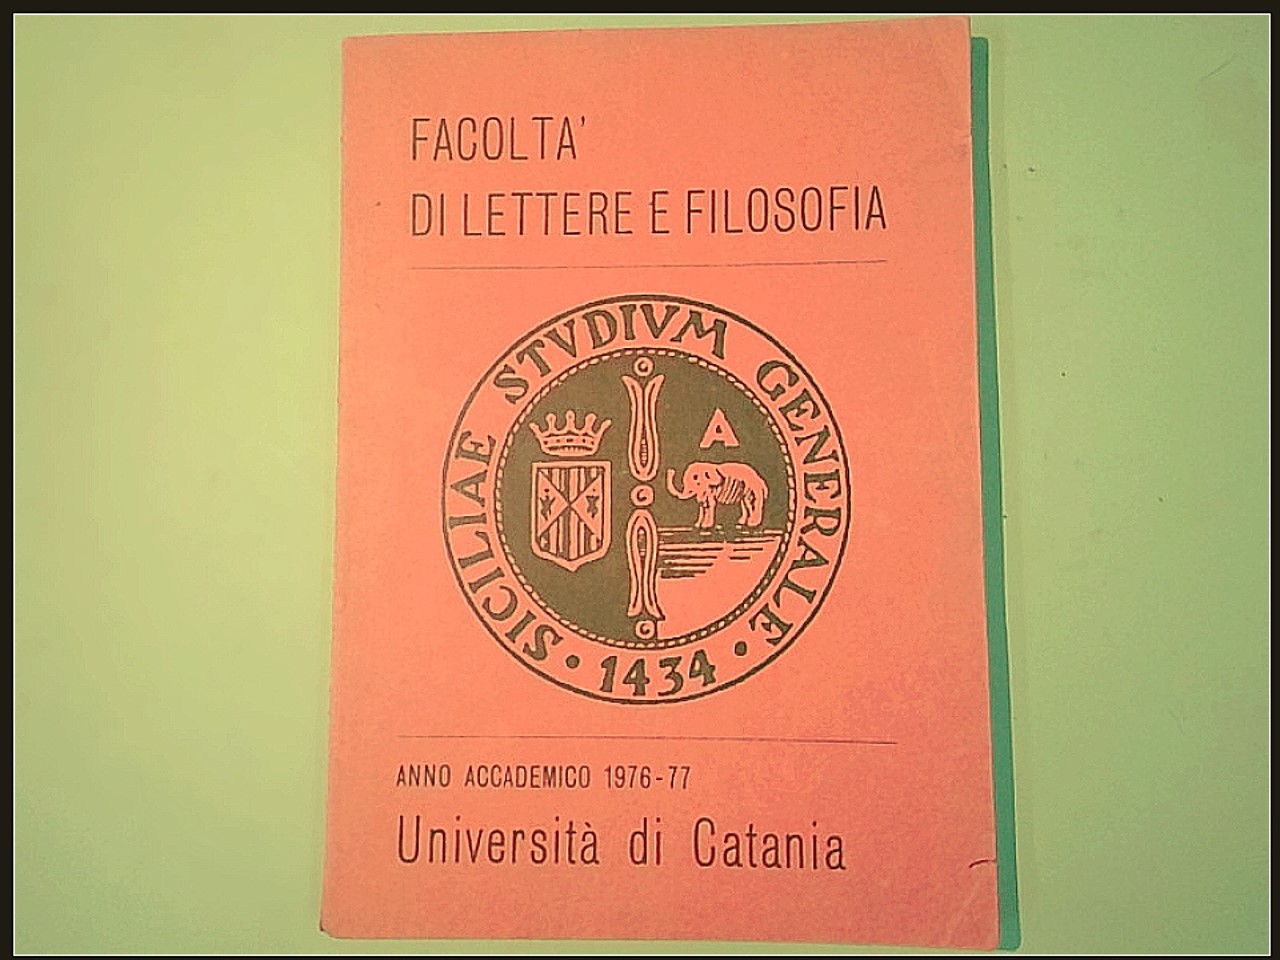 FACOLTA'
DI LETTERE E FILOSOFIA
SICILIAE STVDIVM GENERALE
A
· 1434 ·
ANNO ACCADEMICO 1976-77
Università di Catania